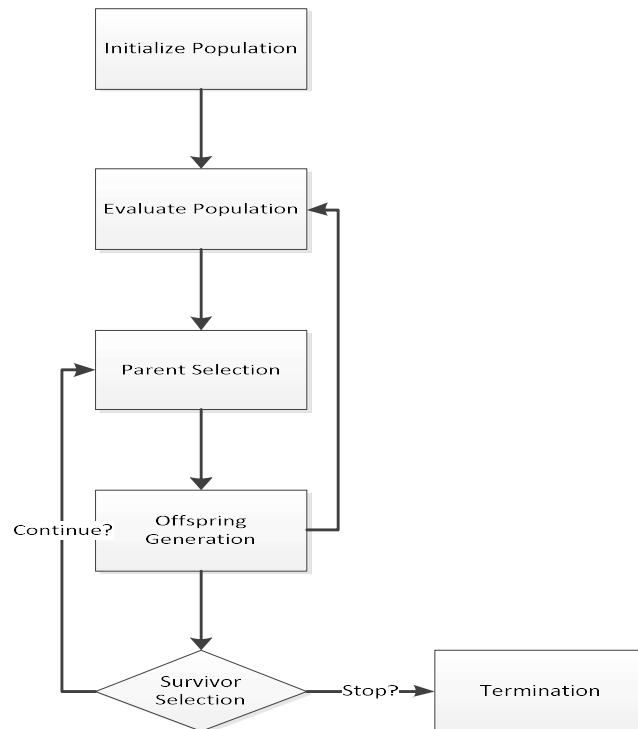 Initialize Population
Evaluate Population
Parent Selection
Offspring
Generation
Continue?
Survivor
Selection
Stop?
Termination